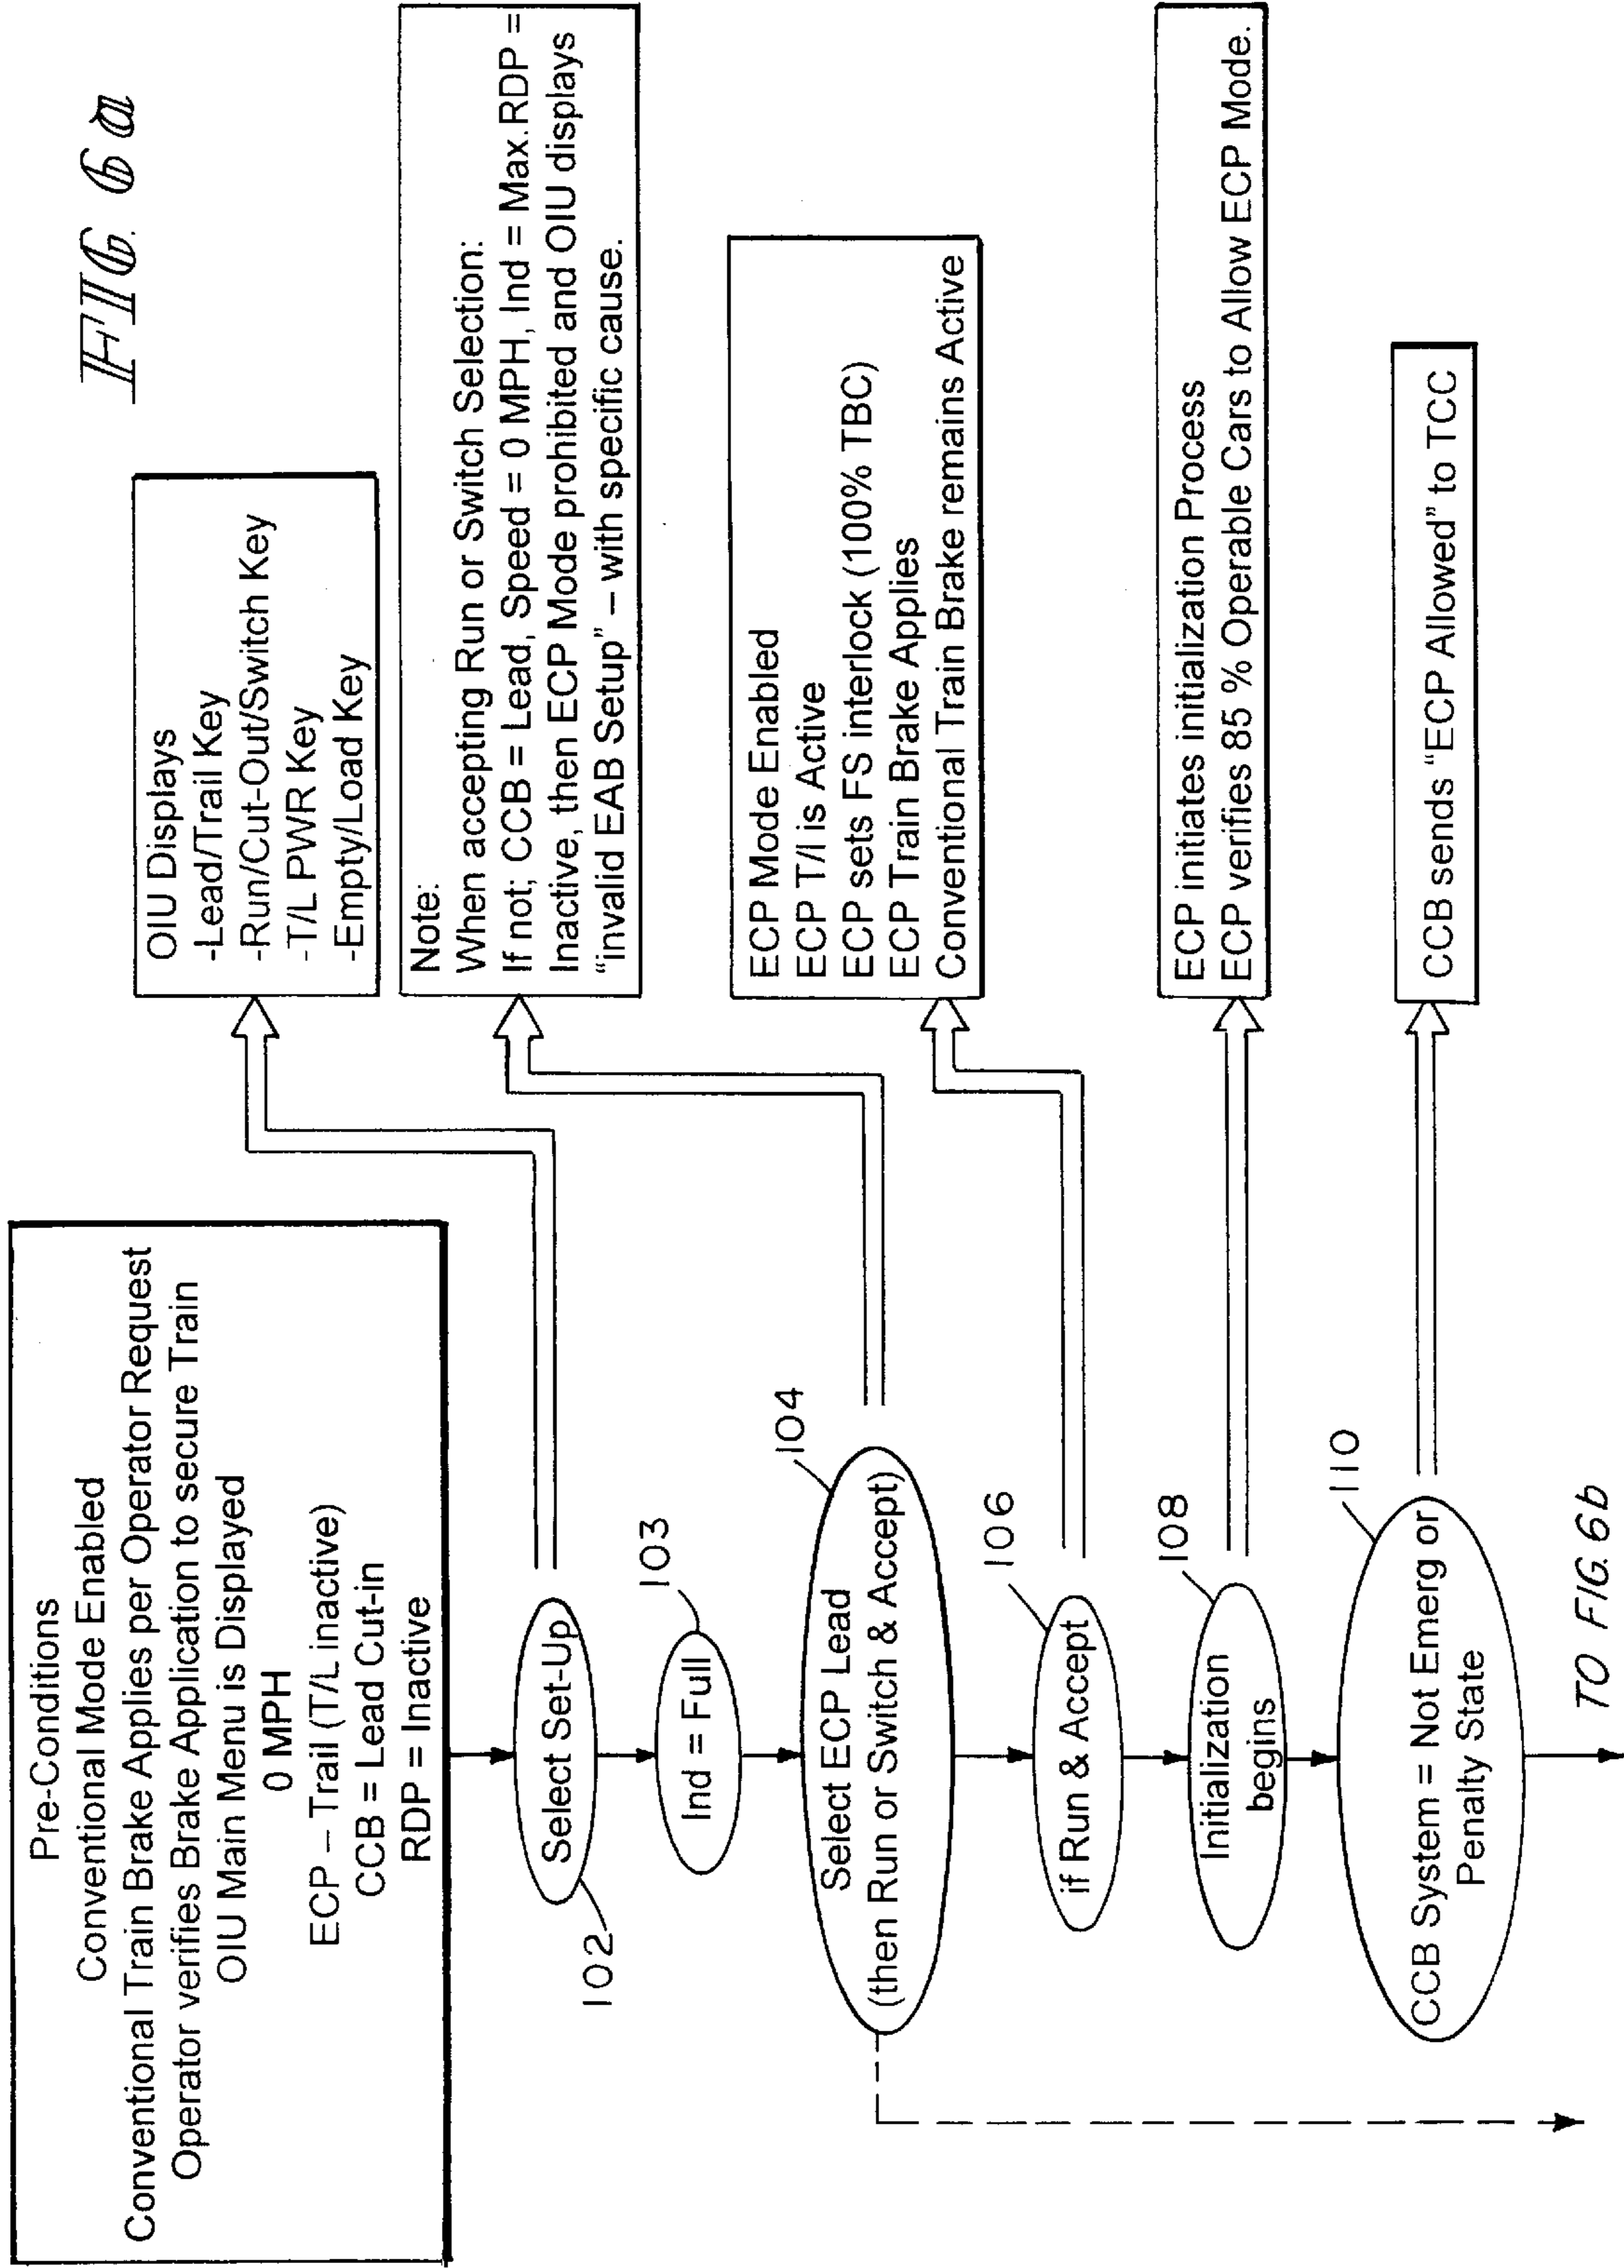 FIG 6a
Pre-Conditions
Conventional Mode Enabled
Conventional Train Brake Applies per Operator Request
Operator verifies Brake Application to secure Train
OIU Main Menu is Displayed
0 MPH
ECP – Trail (T/L inactive)
CCB = Lead Cut-in
RDP = Inactive
Select Set-Up
102
OIU Displays
-Lead/Trail Key
-Run/Cut-Out/Switch Key
-T/L PWR Key
-Empty/Load Key
Ind = Full
103
Select ECP Lead
(then Run or Switch & Accept)
104
Note:
When accepting Run or Switch Selection:
If not; CCB = Lead, Speed = 0 MPH, Ind = Max.RDP =
Inactive, then ECP Mode prohibited and OIU displays
“invalid EAB Setup” – with specific cause.
if Run & Accept
106
ECP Mode Enabled
ECP T/l is Active
ECP sets FS interlock (100% TBC)
ECP Train Brake Applies
Conventional Train Brake remains Active
Initialization
begins
108
ECP initiates initialization Process
ECP verifies 85 % Operable Cars to Allow ECP Mode.
CCB System = Not Emerg or
Penalty State
110
CCB sends “ECP Allowed” to TCC
TO FIG. 6b